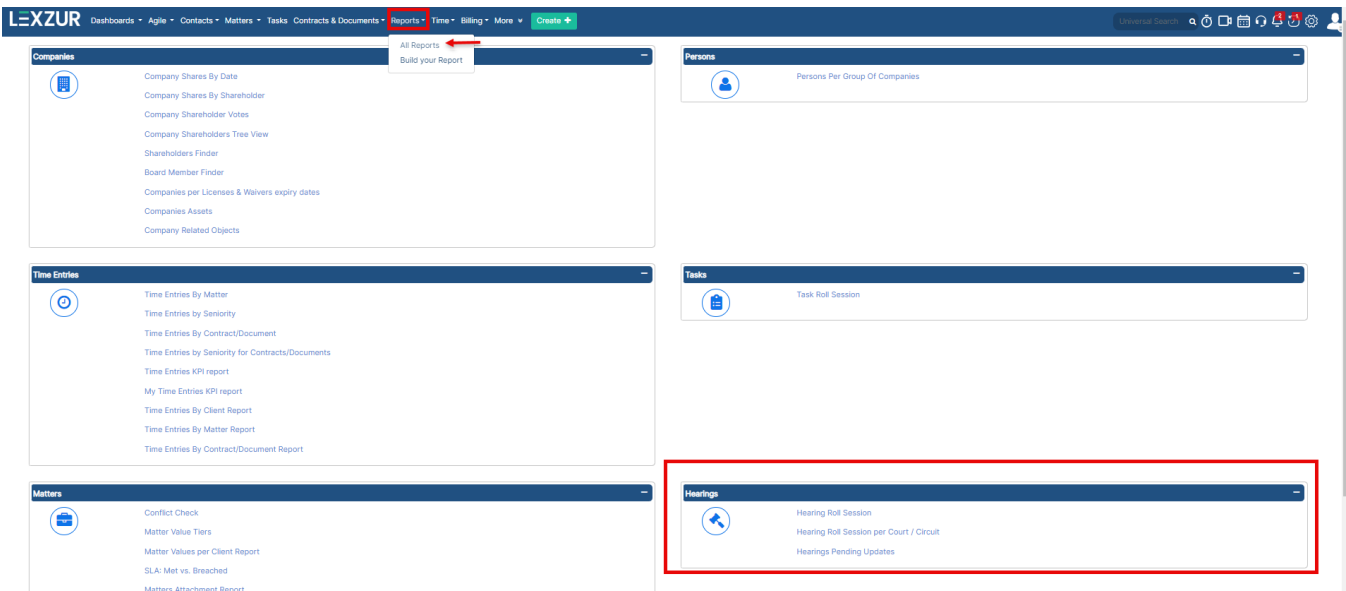 LEXZUR Dashboards Agile Contacts Matters Tasks Contracts & Documents Reports Time Billing More Create + Universal Search
All Reports
Build your Report
Companies
Company Shares By Date
Company Shares By Shareholder
Company Shareholder Votes
Company Shareholders Tree View
Shareholders Finder
Board Member Finder
Companies per Licenses & Waivers expiry dates
Companies Assets
Company Related Objects
Persons
Persons Per Group Of Companies
Time Entries
Time Entries By Matter
Time Entries by Seniority
Time Entries By Contract/Document
Time Entries by Seniority for Contracts/Documents
Time Entries KPI report
My Time Entries KPI report
Time Entries By Client Report
Time Entries By Matter Report
Time Entries By Contract/Document Report
Tasks
Task Roll Session
Matters
Conflict Check
Matter Value Tiers
Matter Values per Client Report
SLA: Met vs. Breached
Matters Attachment Report
Hearings
Hearing Roll Session
Hearing Roll Session per Court / Circuit
Hearings Pending Updates